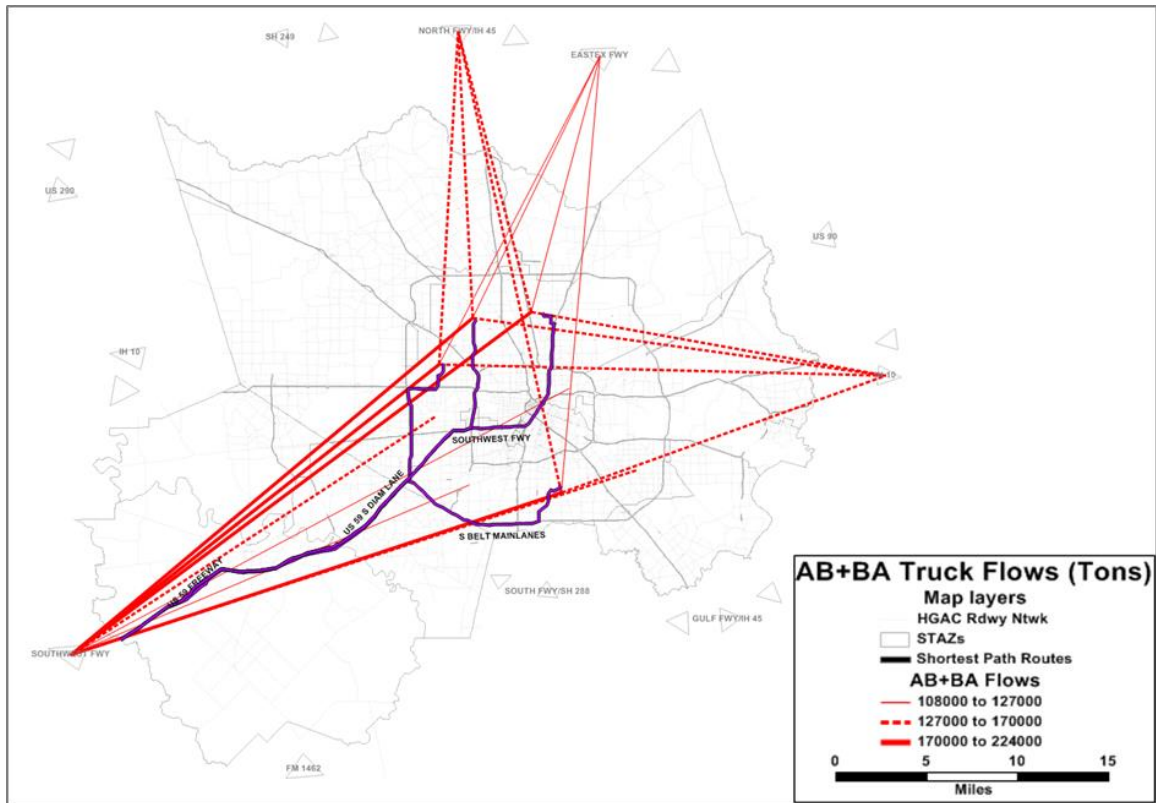 NORTH FWY/IH 45
SH 249
EASTEX FWY
US 290
US 90
IH 10
SOUTHWEST FWY
US 59 S DIAM LANE
S BELT MAINLANES
US 59 FREEWAY
SOUTH FWY/SH 288
GULF FWY/IH 45
SOUTHWEST FWY
FM 1462
AB+BA Truck Flows (Tons)
Map layers
HGAC Rdwy Ntwk
STAZs
Shortest Path Routes
AB+BA Flows
108000 to 127000
127000 to 170000
170000 to 224000
0 5 10 15
Miles